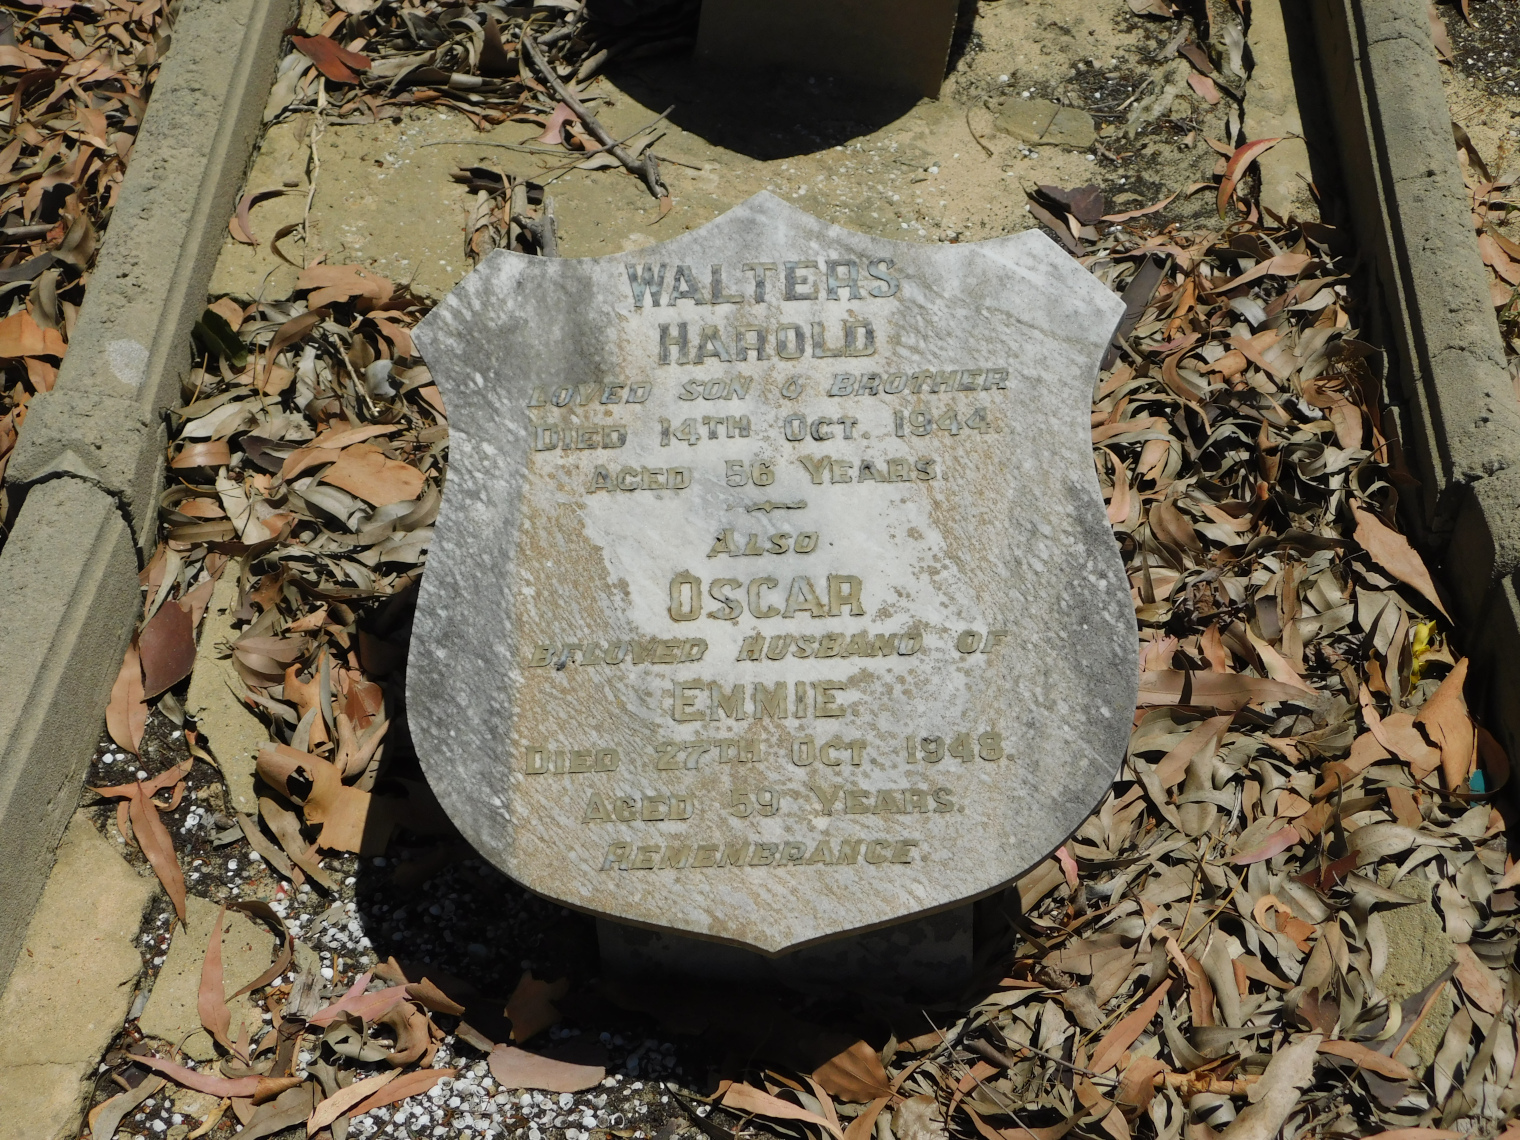 WALTERS
HAROLD
LOVED SON & BROTHER
DIED 14TH OCT. 1944.
AGED 56 YEARS.
ALSO
OSCAR
BELOVED HUSBAND OF
EMMIE
DIED 27TH OCT. 1948.
AGED 59 YEARS.
REMEMBRANCE.